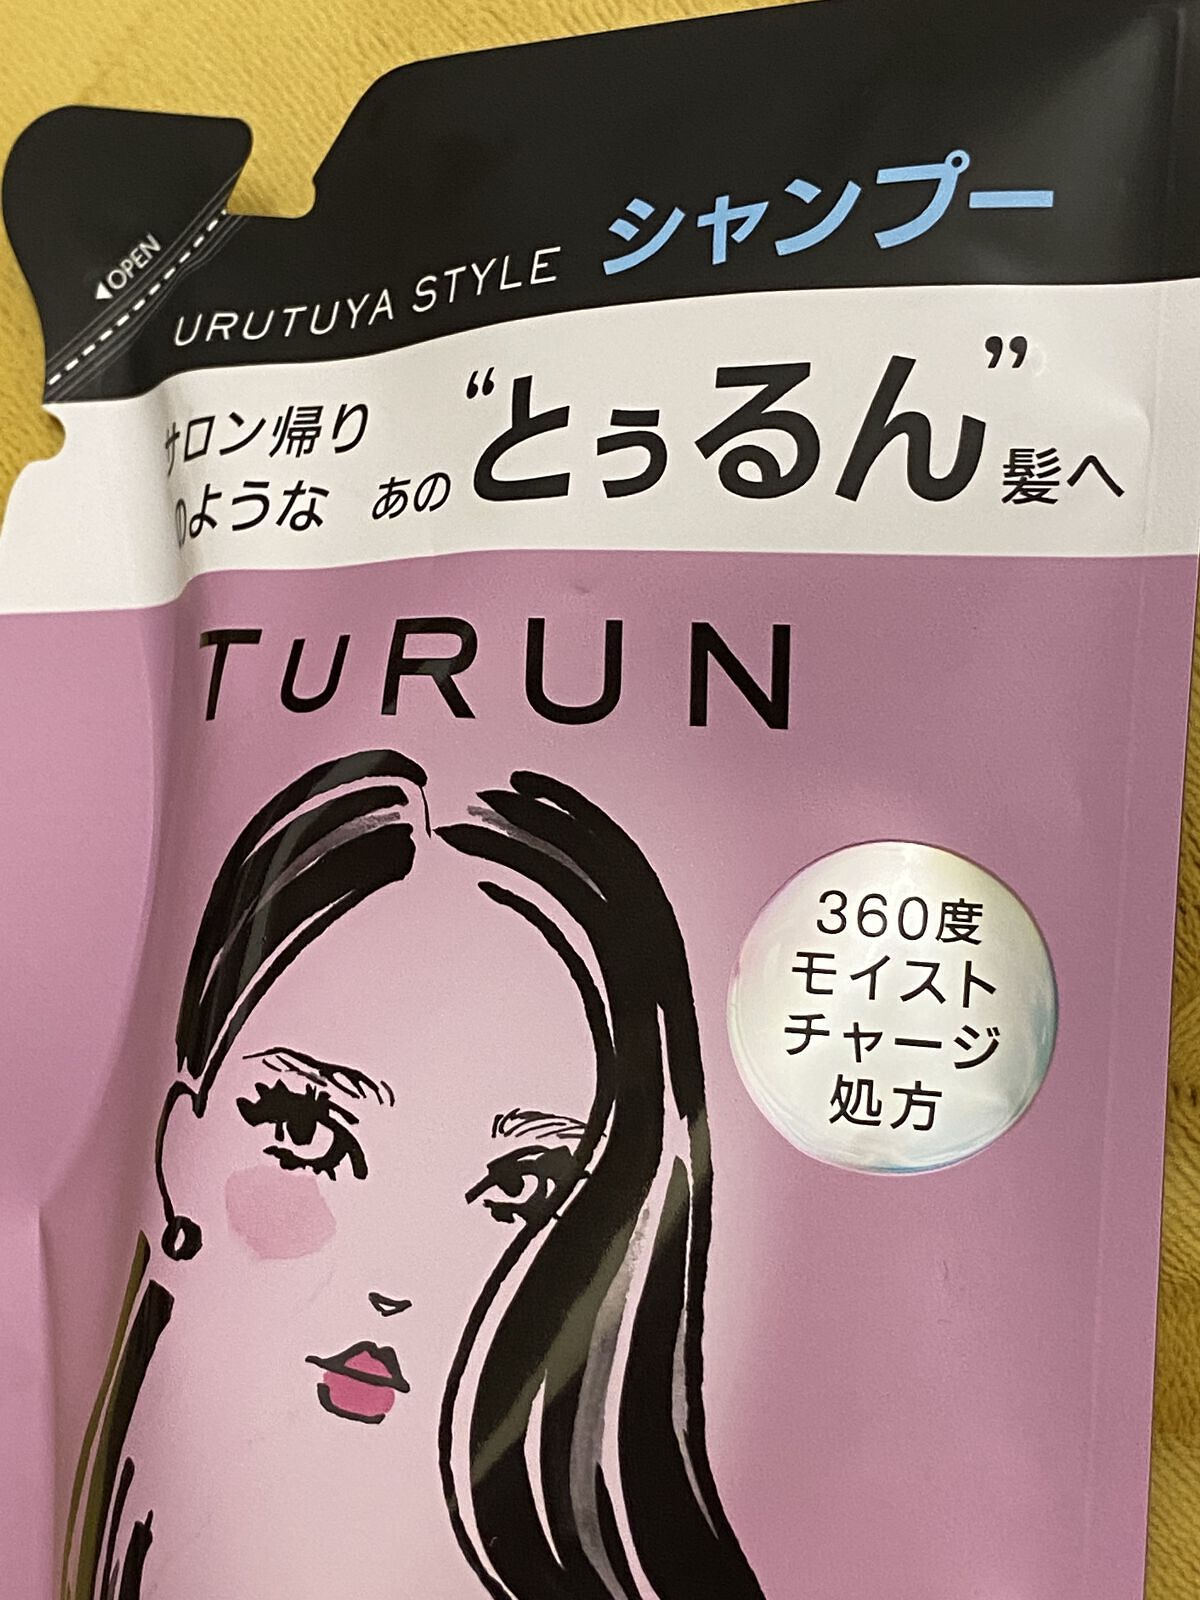 ◀OPEN
URUTUYA STYLE シャンプー
サロン帰り
のような あの “とぅるん” 髪へ
TuRUN
360度
モイスト
チャージ
処方